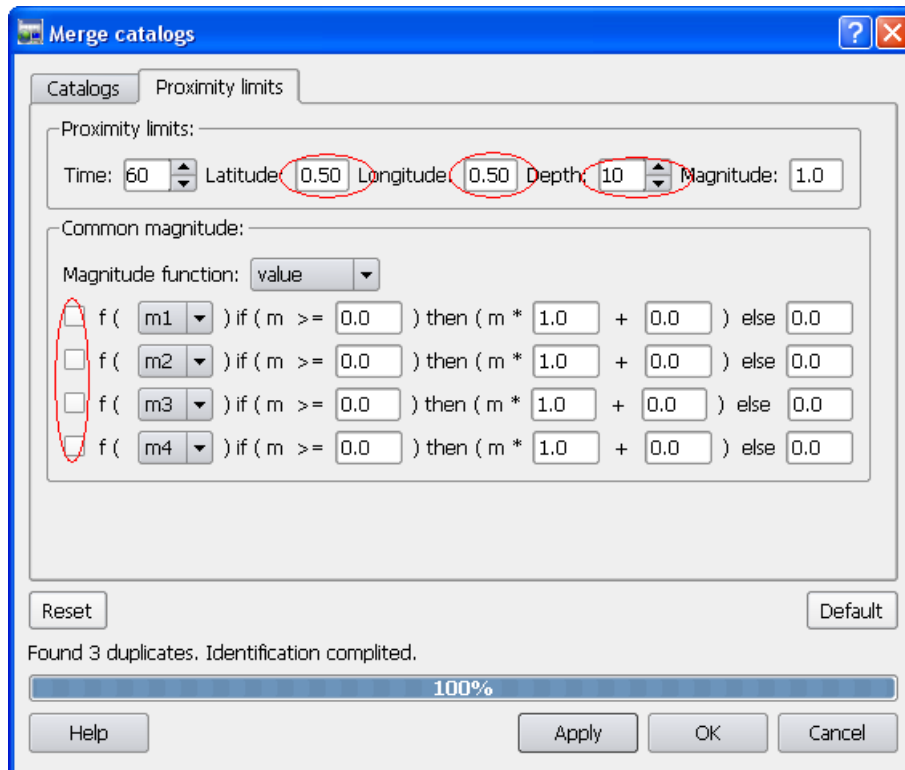 Merge catalogs
Catalogs Proximity limits
Proximity limits:
Time: 60 Latitude: 0.50 Longitude: 0.50 Depth: 10 Magnitude: 1.0
Common magnitude:
Magnitude function: value
f ( m1 ) if ( m >= 0.0 ) then ( m * 1.0 + 0.0 ) else 0.0
f ( m2 ) if ( m >= 0.0 ) then ( m * 1.0 + 0.0 ) else 0.0
f ( m3 ) if ( m >= 0.0 ) then ( m * 1.0 + 0.0 ) else 0.0
f ( m4 ) if ( m >= 0.0 ) then ( m * 1.0 + 0.0 ) else 0.0
Reset Default
Found 3 duplicates. Identification complited.
100%
Help Apply OK Cancel